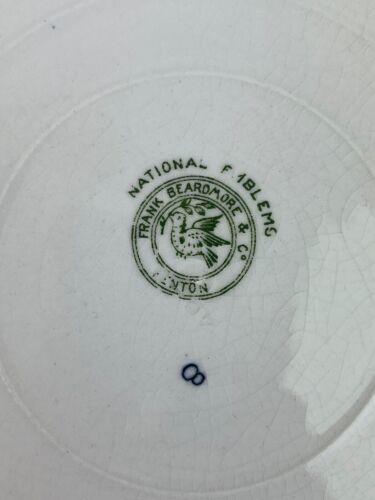 NATIONAL EMBLEMS
FRANK BEARDMORE & Co
FENTON
8